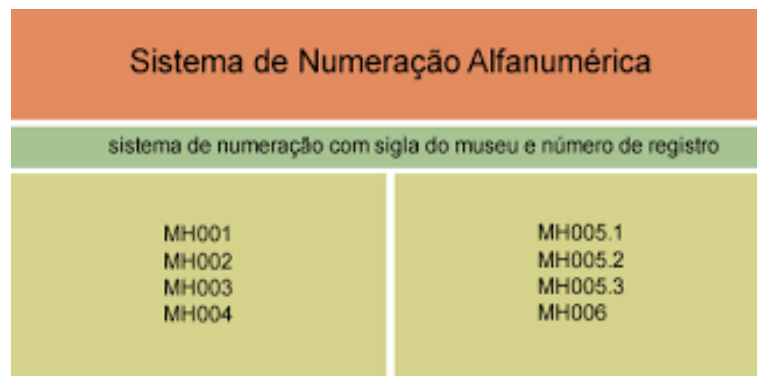 Sistema de Numeração Alfanumérica
sistema de numeração com sigla do museu e número de registro
MH001
MH002
MH003
MH004
MH005.1
MH005.2
MH005.3
MH006